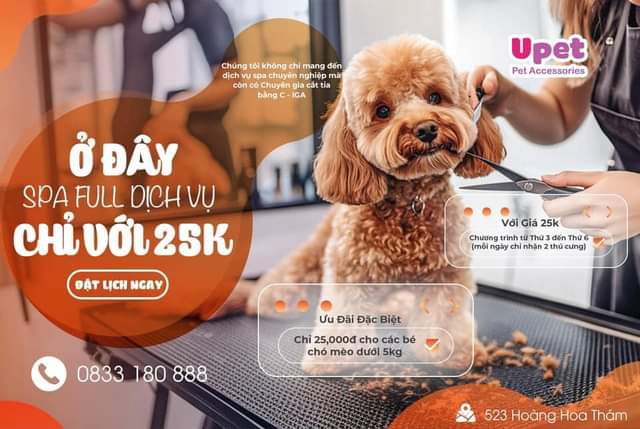 Chúng tôi không chỉ mang đến
dịch vụ spa chuyên nghiệp mà
còn có Chuyên gia cắt tỉa
bằng C - IGA
Upet
Pet Accessories
Ở ĐÂY
SPA FULL DỊCH VỤ
CHỈ VỚI 25K
ĐẶT LỊCH NGAY
Với Giá 25k
Chương trình từ Thứ 3 đến Thứ 6
(mỗi ngày chỉ nhận 2 thú cưng)
Ưu Đãi Đặc Biệt
Chỉ 25,000đ cho các bé
chó mèo dưới 5kg
0833 180 888
523 Hoàng Hoa Thám